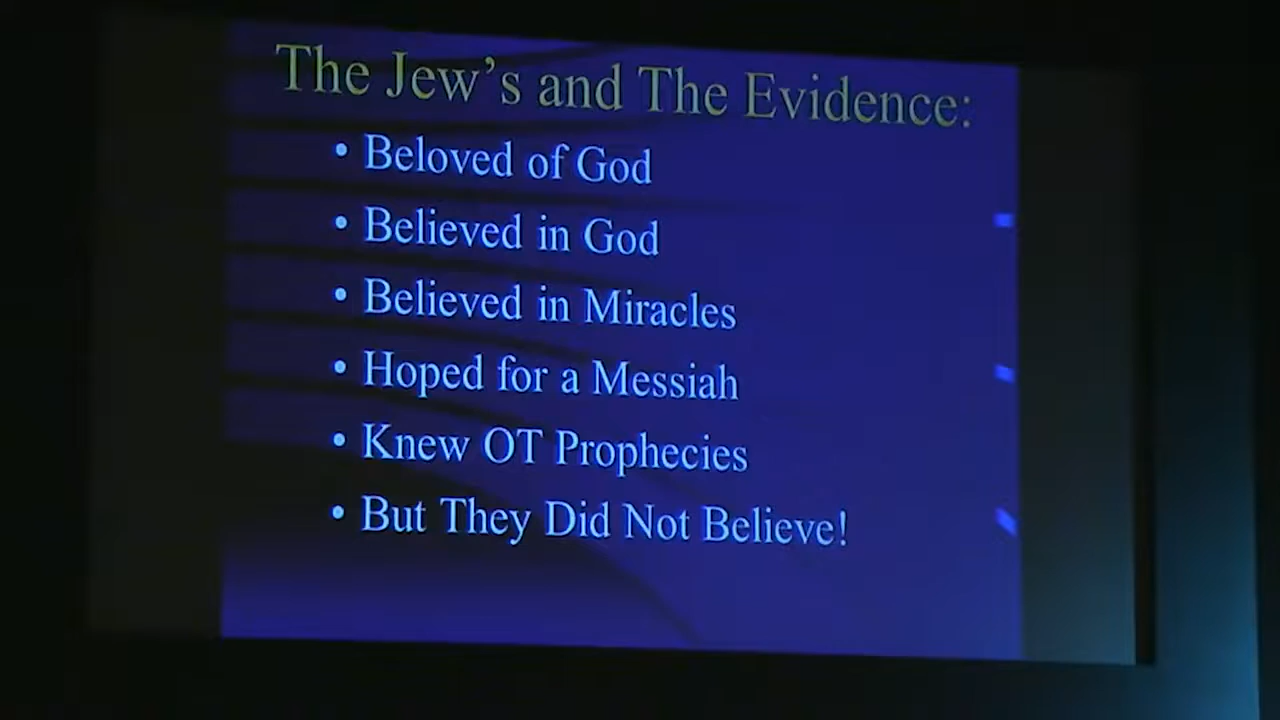 The Jew's and The Evidence:
• Beloved of God
• Believed in God
• Believed in Miracles
• Hoped for a Messiah
• Knew OT Prophecies
• But They Did Not Believe!